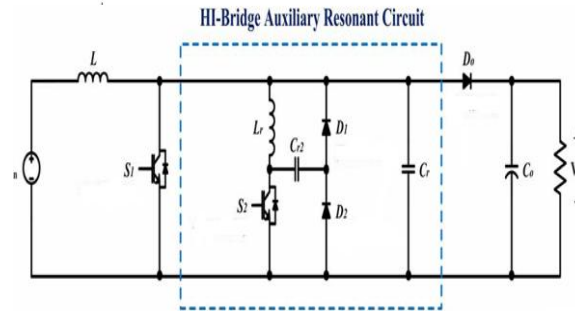 HI-Bridge Auxiliary Resonant Circuit
L
Do
Lr
D1
Cr2
S1
Cr
Co
n
S2
D2